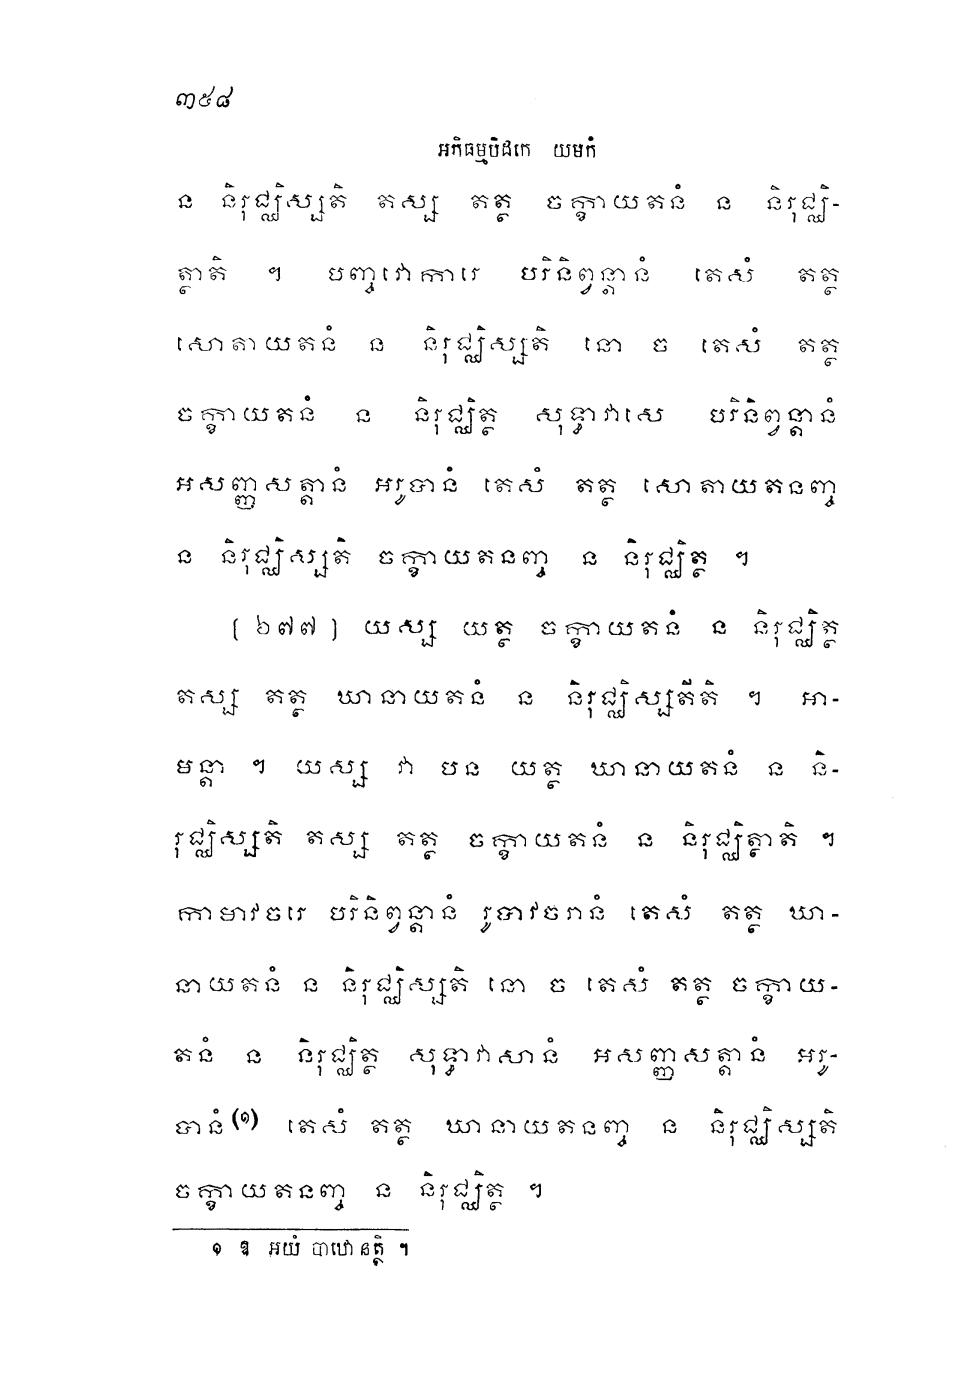 ៣៥៨
អភិធម្មបិដកេ យមកំ
ន និរុជ្ឈិស្សតិ តស្ស តត្ថ ចក្ខាយតនំ ន និរុជ្ឈិ-
ត្ថាតិ ។ បញ្ចវោការេ បរិនិព្វន្តានំ តេសំ តត្ថ
សោតាយតនំ ន និរុជ្ឈិស្សតិ នោ ច តេសំ តត្ថ
ចក្ខាយតនំ ន និរុជ្ឈិត្ថ សុទ្ធាវាសេ បរិនិព្វន្តានំ
អសញ្ញសត្តានំ អរូបានំ តេសំ តត្ថ សោតាយតនញ្ច
ន និរុជ្ឈិស្សតិ ចក្ខាយតនញ្ច ន និរុជ្ឈិត្ថ ។
[ ៦៧៧ ] យស្ស យត្ថ ចក្ខាយតនំ ន និរុជ្ឈិត្ថ
តស្ស តត្ថ ឃានាយតនំ ន និរុជ្ឈិស្សតីតិ ។ អា-
មន្តា ។ យស្ស វា បន យត្ថ ឃានាយតនំ ន និ-
រុជ្ឈិស្សតិ តស្ស តត្ថ ចក្ខាយតនំ ន និរុជ្ឈិត្ថាតិ ។
កាមាវចរេ បរិនិព្វន្តានំ រូបាវចរានំ តេសំ តត្ថ ឃា-
នាយតនំ ន និរុជ្ឈិស្សតិ នោ ច តេសំ តត្ថ ចក្ខាយ-
តនំ ន និរុជ្ឈិត្ថ សុទ្ធាវាសានំ អសញ្ញសត្តានំ អរូ-
បានំ(១) តេសំ តត្ថ ឃានាយតនញ្ច ន និរុជ្ឈិស្សតិ
ចក្ខាយតនញ្ច ន និរុជ្ឈិត្ថ ។
១ ឱ អយំ បាឋោ នត្ថិ ។